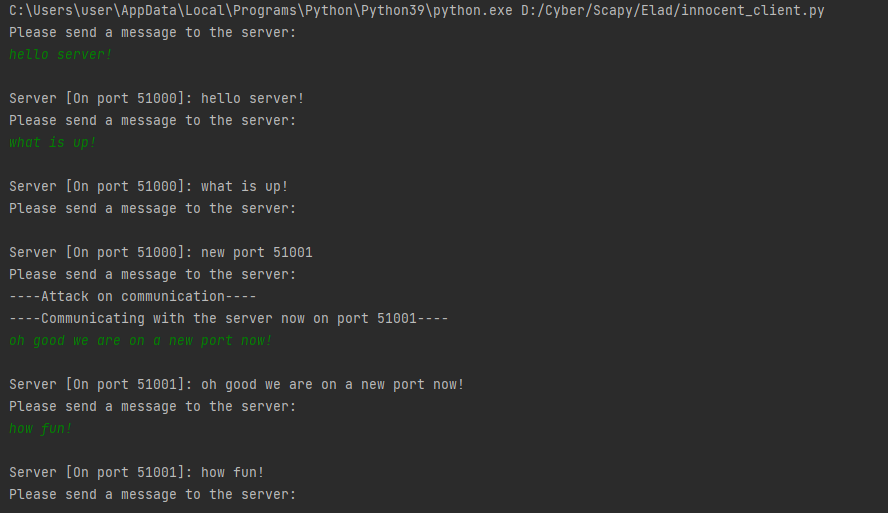 C:\Users\user\AppData\Local\Programs\Python\Python39\python.exe D:/Cyber/Scapy/Elad/innocent_client.py
Please send a message to the server:
hello server!
Server [On port 51000]: hello server!
Please send a message to the server:
what is up!
Server [On port 51000]: what is up!
Please send a message to the server:
Server [On port 51000]: new port 51001
Please send a message to the server:
----Attack on communication----
----Communicating with the server now on port 51001----
oh good we are on a new port now!
Server [On port 51001]: oh good we are on a new port now!
Please send a message to the server:
how fun!
Server [On port 51001]: how fun!
Please send a message to the server: